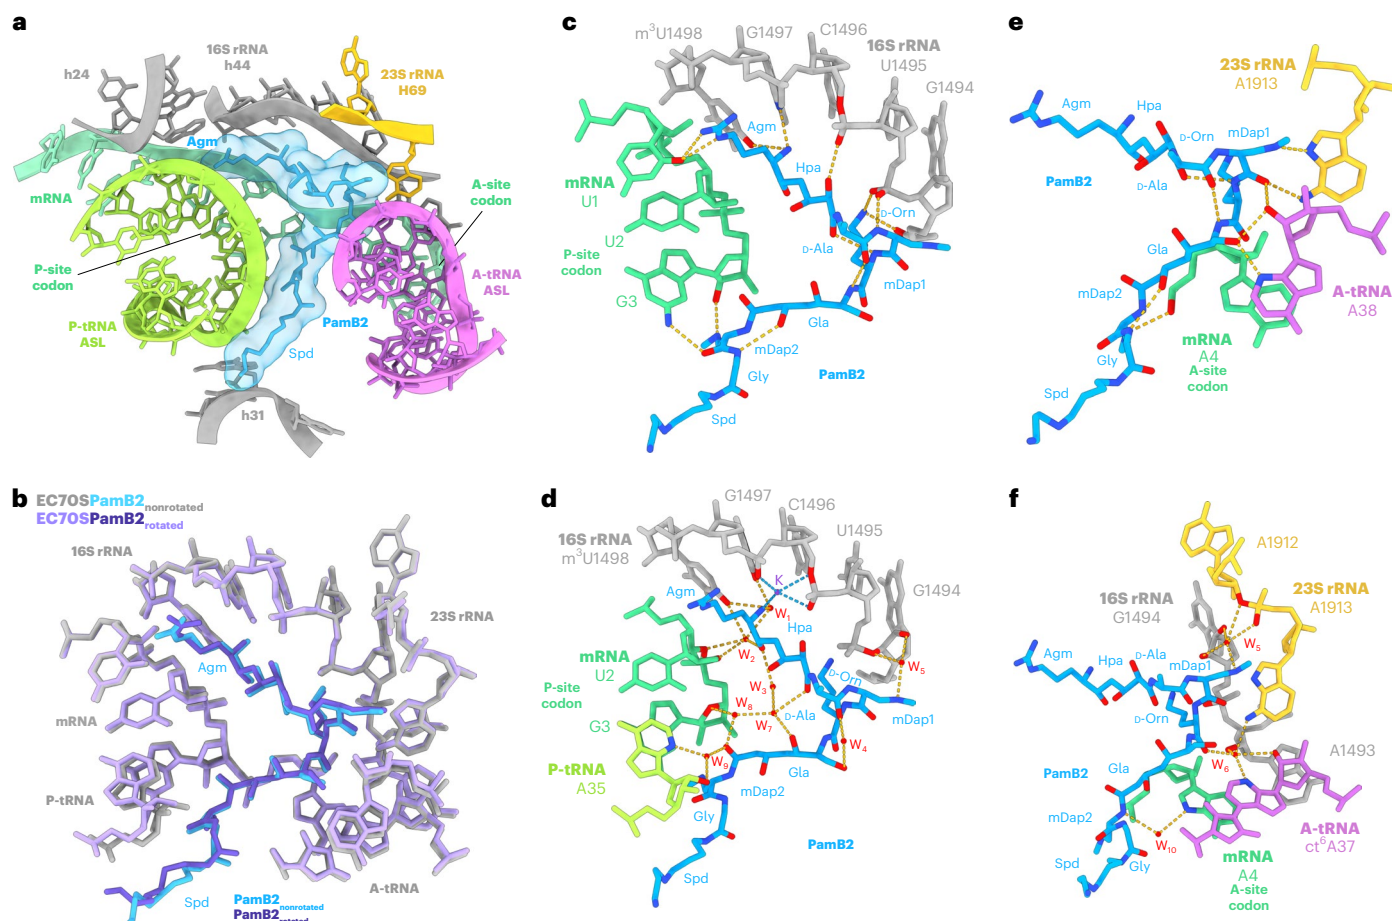 a
16S rRNA
h44
h24
23S rRNA
H69
Agm
mRNA
A-site
codon
P-site
codon
A-tRNA
ASL
P-tRNA
ASL
PamB2
Spd
h31
b
EC70SPamB2nonrotated
EC70SPamB2rotated
16S rRNA
23S rRNA
Agm
mRNA
P-tRNA
A-tRNA
Spd
PamB2nonrotated
PamB2rotated
c
m³U1498
G1497
C1496
16S rRNA
U1495
G1494
Agm
Hpa
mRNA
U1
U2
P-site
codon
G3
D-Orn
D-Ala
mDap1
Gla
mDap2
Gly
PamB2
Spd
d
G1497
C1496
16S rRNA
m³U1498
U1495
G1494
K
Agm
W1
Hpa
mRNA
U2
W2
W5
P-site
codon
W3
D-Orn
mDap1
W8
G3
W7
D-Ala
W4
W9
Gla
P-tRNA
A35
mDap2
Gly
PamB2
Spd
e
23S rRNA
A1913
Agm
Hpa
D-Orn
mDap1
PamB2
D-Ala
Gla
mDap2
A-tRNA
A38
mRNA
A4
A-site
codon
Gly
Spd
f
A1912
16S rRNA
G1494
23S rRNA
A1913
W5
Agm
Hpa
D-Ala
mDap1
D-Orn
A1493
PamB2
Gla
W6
mDap2
W10
Spd
Gly
A-tRNA
ct⁶A37
mRNA
A4
A-site
codon